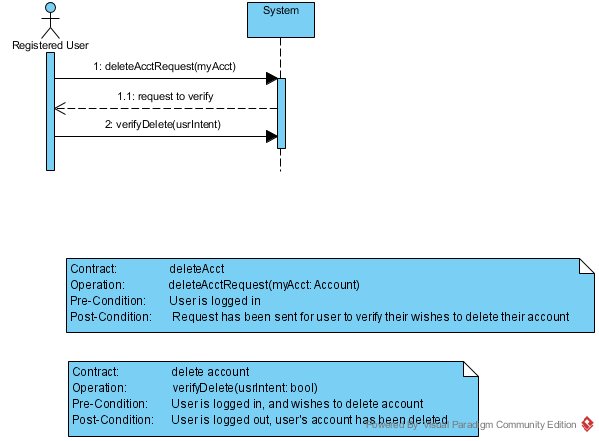 System
Registered User
1: deleteAcctRequest(myAcct)
1.1: request to verify
2: verifyDelete(usrIntent)
Contract: deleteAcct
Operation: deleteAcctRequest(myAcct: Account)
Pre-Condition: User is logged in
Post-Condition: Request has been sent for user to verify their wishes to delete their account
Contract: delete account
Operation: verifyDelete(usrIntent: bool)
Pre-Condition: User is logged in, and wishes to delete account
Post-Condition: User is logged out, user's account has been deleted
Powered By Visual Paradigm Community Edition